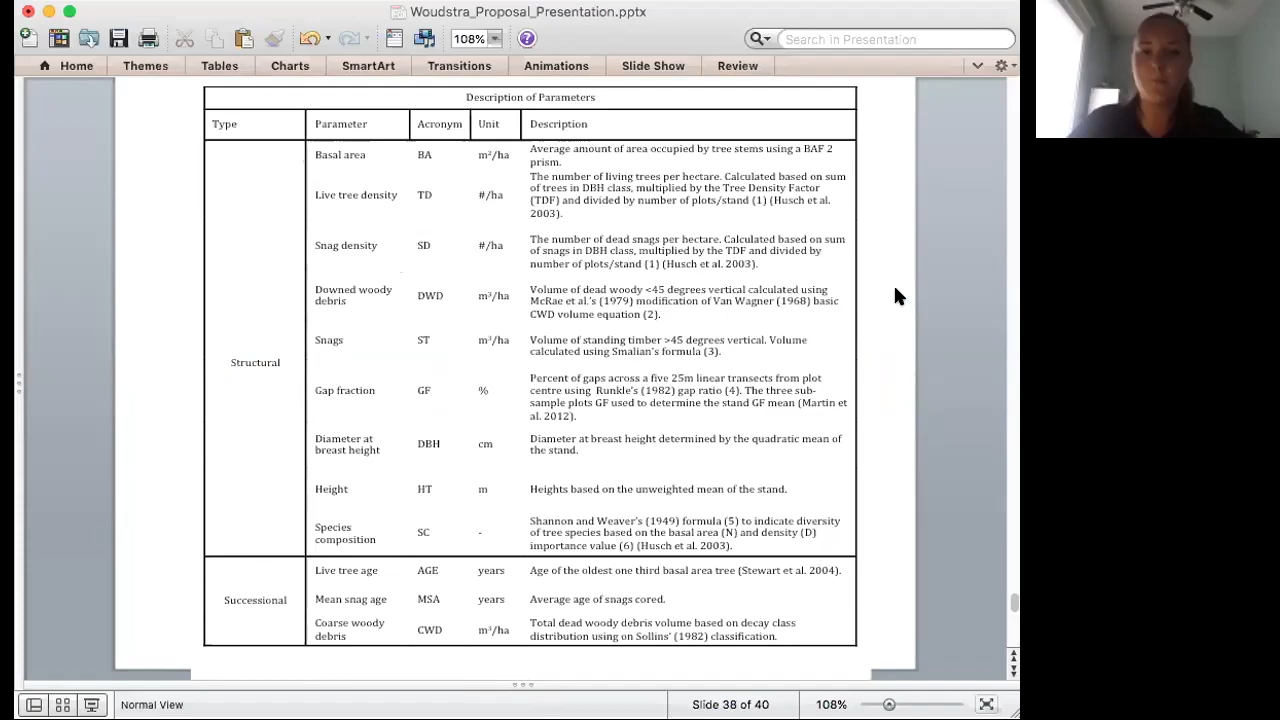 Woudstra_Proposal_Presentation.pptx
108%
Search in Presentation
Home Themes Tables Charts SmartArt Transitions Animations Slide Show Review
Description of Parameters
Type Parameter Acronym Unit Description
Structural
Basal area BA m²/ha Average amount of area occupied by tree stems using a BAF 2
prism.
Live tree density TD #/ha The number of living trees per hectare. Calculated based on sum
of trees in DBH class, multiplied by the Tree Density Factor
(TDF) and divided by number of plots/stand (1) (Husch et al.
2003).
Snag density SD #/ha The number of dead snags per hectare. Calculated based on sum
of snags in DBH class, multiplied by the TDF and divided by
number of plots/stand (1) (Husch et al. 2003).
Downed woody
debris DWD m³/ha Volume of dead woody <45 degrees vertical calculated using
McRae et al.'s (1979) modification of Van Wagner (1968) basic
CWD volume equation (2).
Snags ST m³/ha Volume of standing timber >45 degrees vertical. Volume
calculated using Smalian's formula (3).
Gap fraction GF % Percent of gaps across a five 25m linear transects from plot
centre using Runkle's (1982) gap ratio (4). The three sub-
sample plots GF used to determine the stand GF mean (Martin et
al. 2012).
Diameter at
breast height DBH cm Diameter at breast height determined by the quadratic mean of
the stand.
Height HT m Heights based on the unweighted mean of the stand.
Species
composition SC - Shannon and Weaver's (1949) formula (5) to indicate diversity
of tree species based on the basal area (N) and density (D)
importance value (6) (Husch et al. 2003).
Successional
Live tree age AGE years Age of the oldest one third basal area tree (Stewart et al. 2004).
Mean snag age MSA years Average age of snags cored.
Coarse woody
debris CWD m³/ha Total dead woody debris volume based on decay class
distribution using on Sollins' (1982) classification.
Normal View Slide 38 of 40 108%